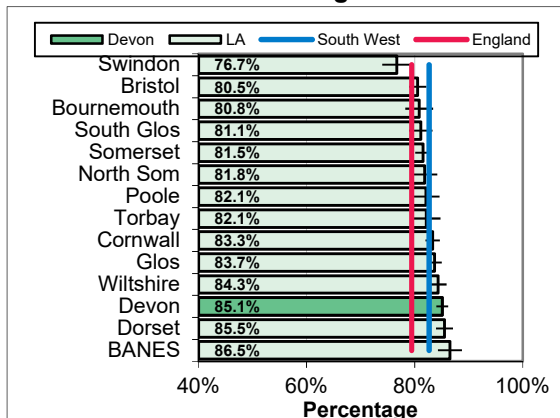 Devon LA South West England
Swindon 76.7%
Bristol 80.5%
Bournemouth 80.8%
South Glos 81.1%
Somerset 81.5%
North Som 81.8%
Poole 82.1%
Torbay 82.1%
Cornwall 83.3%
Glos 83.7%
Wiltshire 84.3%
Devon 85.1%
Dorset 85.5%
BANES 86.5%
40% 60% 80% 100%
Percentage